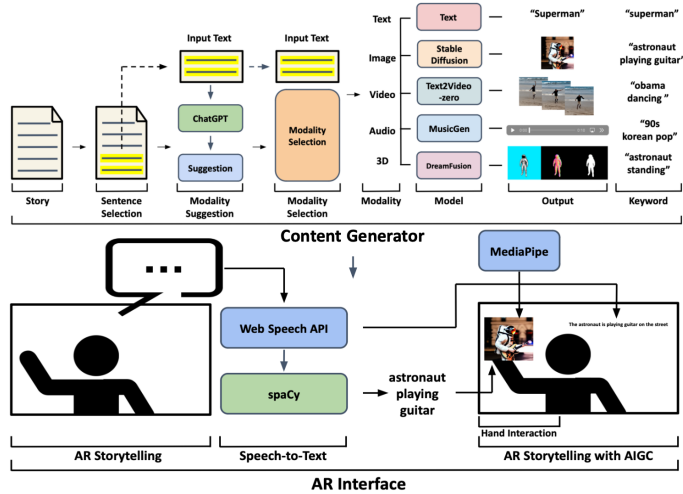 Input Text
Input Text
Text
Text
"Superman"
"superman"
Image
Stable
Diffusion
"astronaut
playing guitar"
ChatGPT
Video
Text2Video
-zero
"obama
dancing "
Modality
Selection
Audio
MusicGen
"90s
korean pop"
Suggestion
3D
DreamFusion
"astronaut
standing"
Story
Sentence
Selection
Modality
Suggestion
Modality
Selection
Modality
Model
Output
Keyword
Content Generator
MediaPipe
...
Web Speech API
The astronaut is playing guitar on the street
spaCy
astronaut
playing
guitar
Hand Interaction
AR Storytelling
Speech-to-Text
AR Storytelling with AIGC
AR Interface